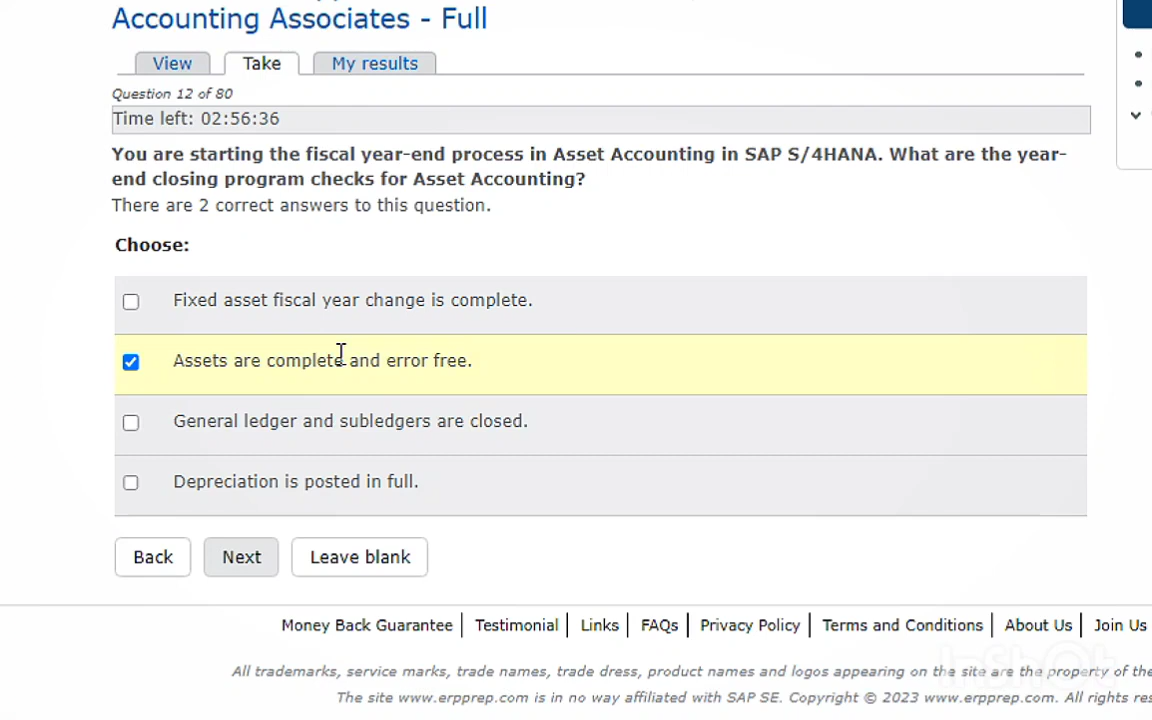 Accounting Associates - Full
View Take My results
Question 12 of 80
Time left: 02:56:36
You are starting the fiscal year-end process in Asset Accounting in SAP S/4HANA. What are the year-
end closing program checks for Asset Accounting?
There are 2 correct answers to this question.
Choose:
Fixed asset fiscal year change is complete.
Assets are complete and error free.
General ledger and subledgers are closed.
Depreciation is posted in full.
Back Next Leave blank
Money Back Guarantee Testimonial Links FAQs Privacy Policy Terms and Conditions About Us Join Us
InShOt
All trademarks, service marks, trade names, trade dress, product names and logos appearing on the site are the property of the
The site www.erpprep.com is in no way affiliated with SAP SE. Copyright © 2023 www.erpprep.com. All rights res